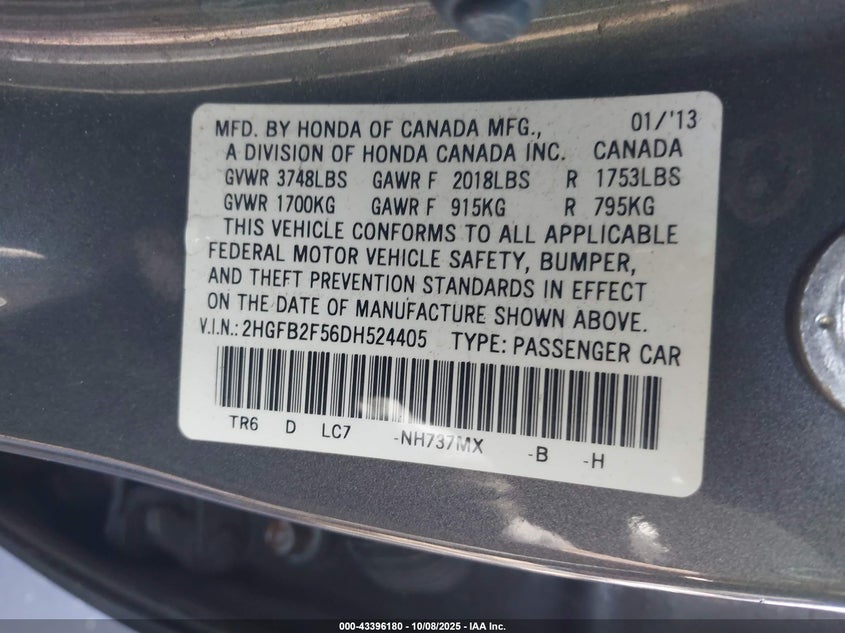 MFD. BY HONDA OF CANADA MFG., 01/'13
A DIVISION OF HONDA CANADA INC. CANADA
GVWR 3748LBS GAWR F 2018LBS R 1753LBS
GVWR 1700KG GAWR F 915KG R 795KG
THIS VEHICLE CONFORMS TO ALL APPLICABLE
FEDERAL MOTOR VEHICLE SAFETY, BUMPER,
AND THEFT PREVENTION STANDARDS IN EFFECT
ON THE DATE OF MANUFACTURE SHOWN ABOVE.
V.I.N.: 2HGFB2F56DH524405 TYPE: PASSENGER CAR
TR6 D LC7 -NH737MX -B -H
000-43396180 - 10/08/2025 - IAA Inc.